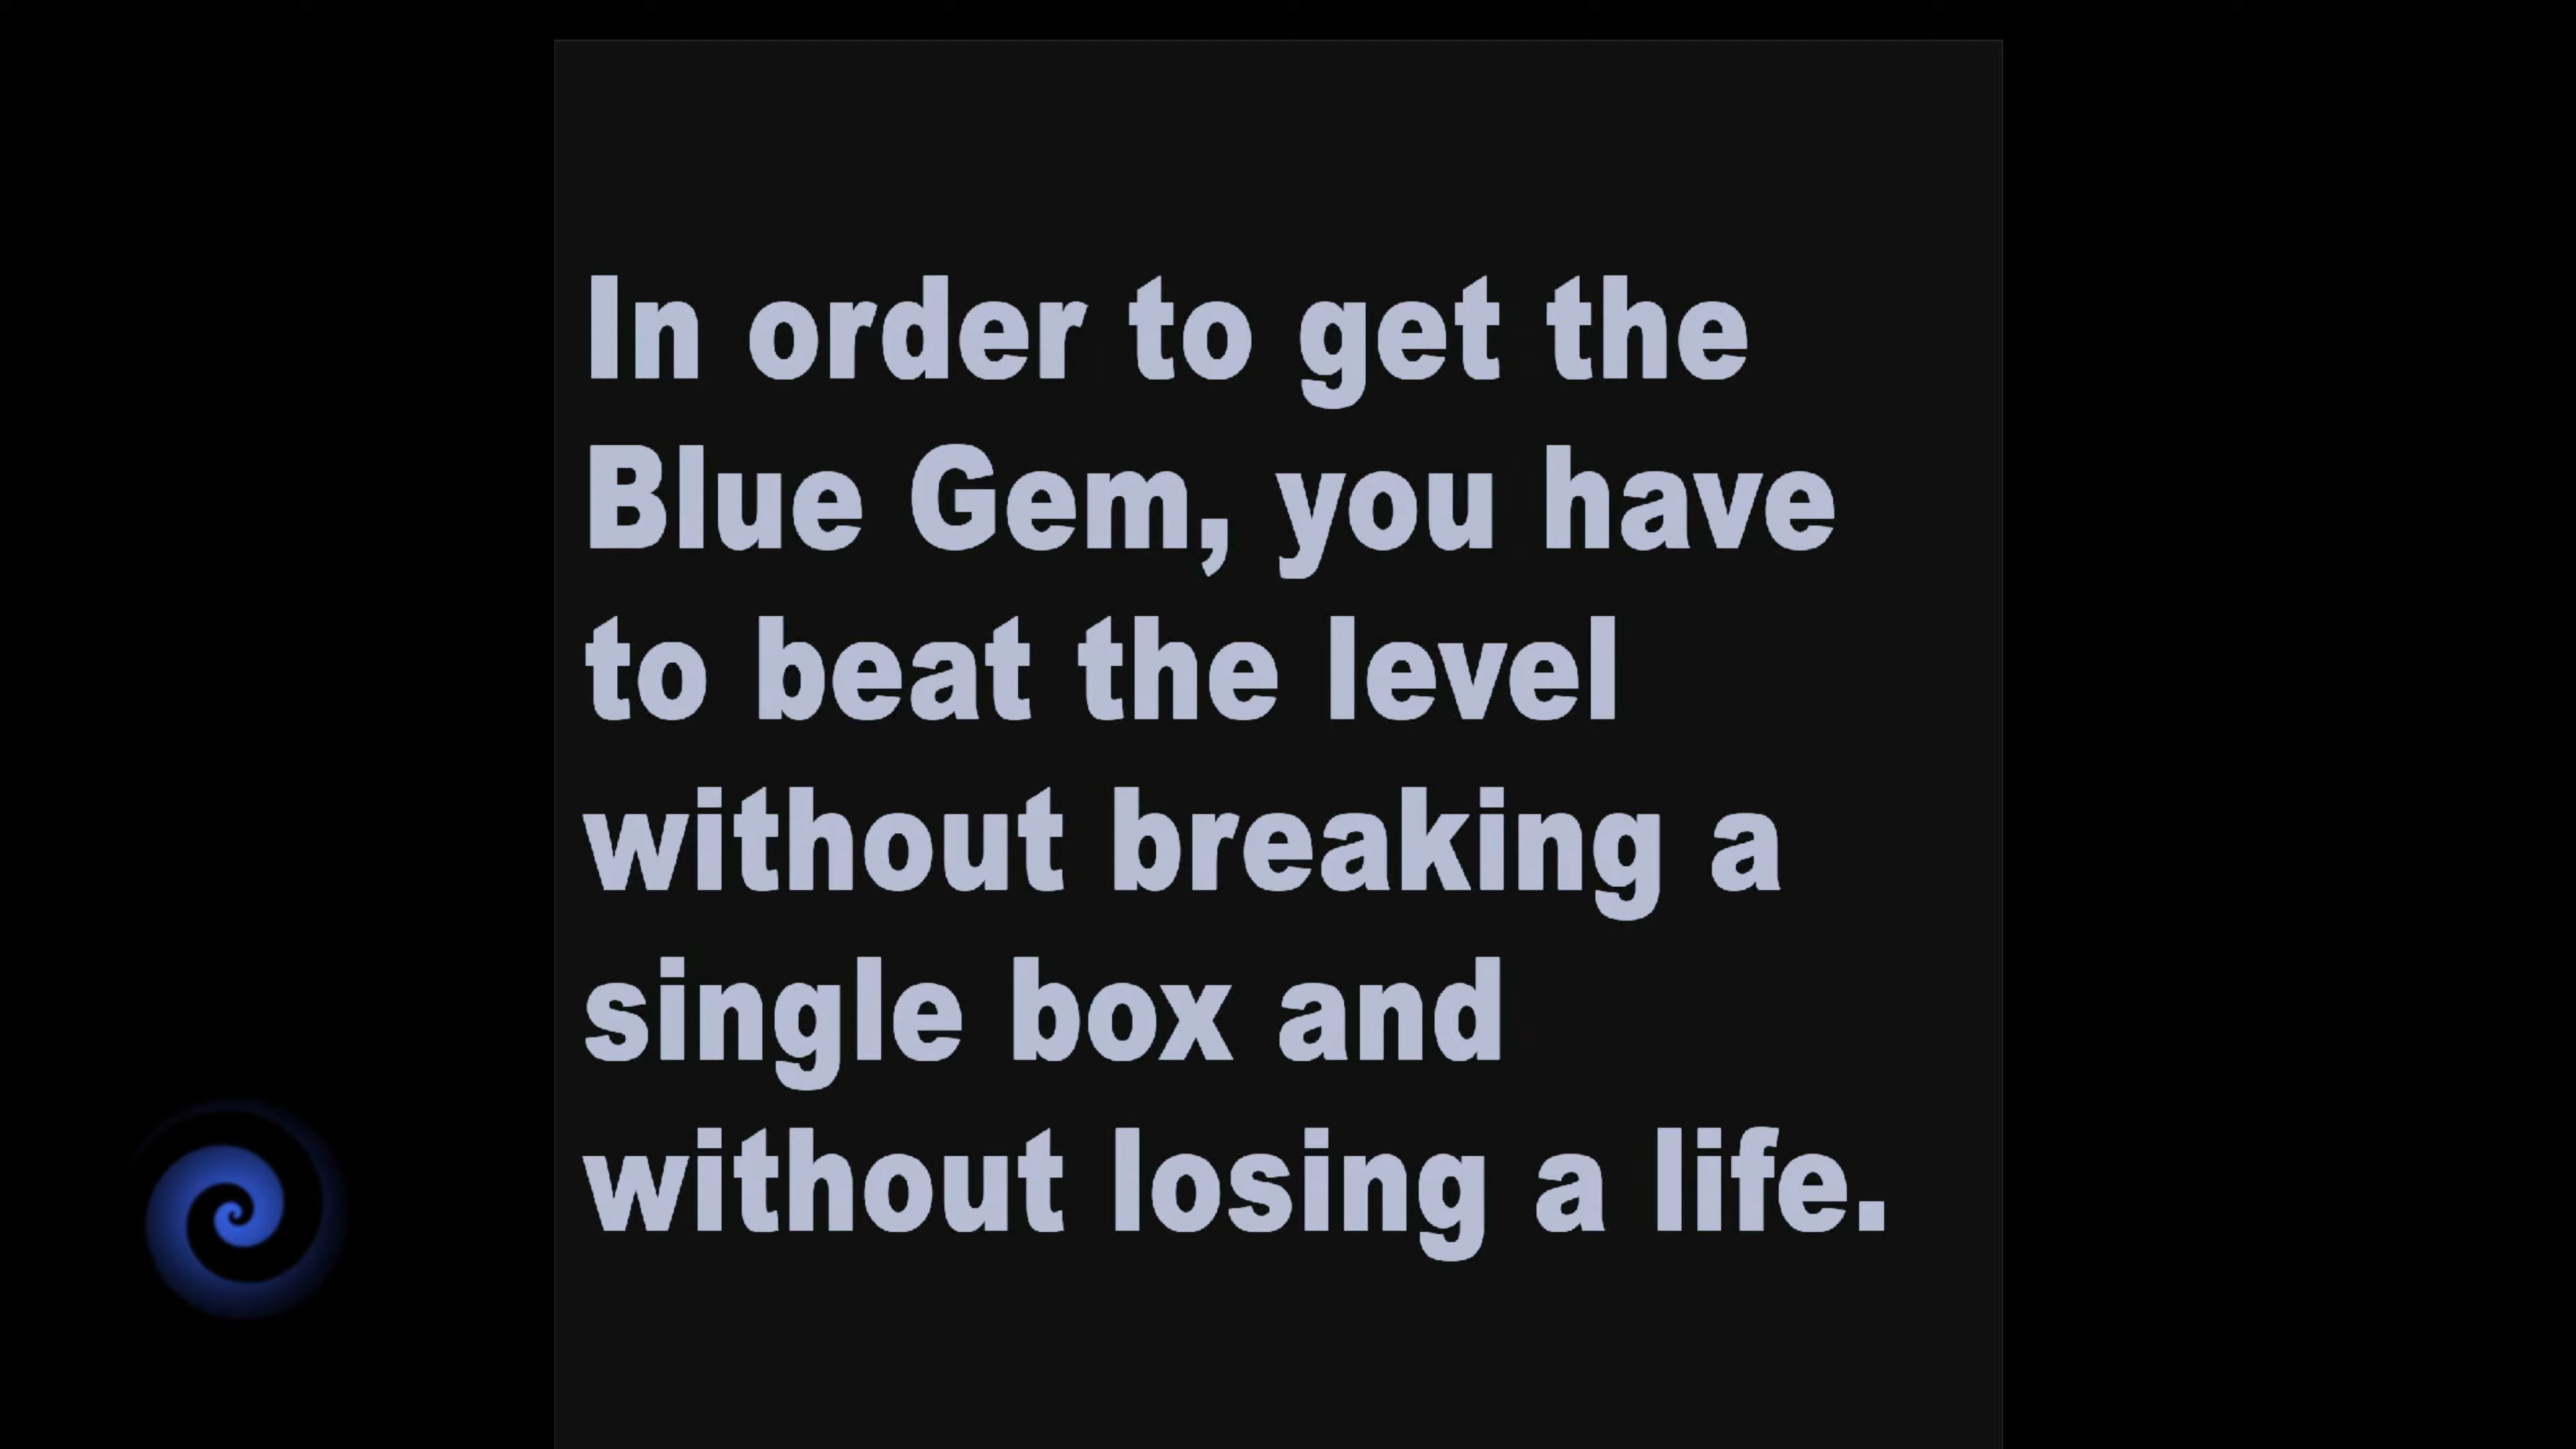 In order to get the
Blue Gem, you have
to beat the level
without breaking a
single box and
without losing a life.